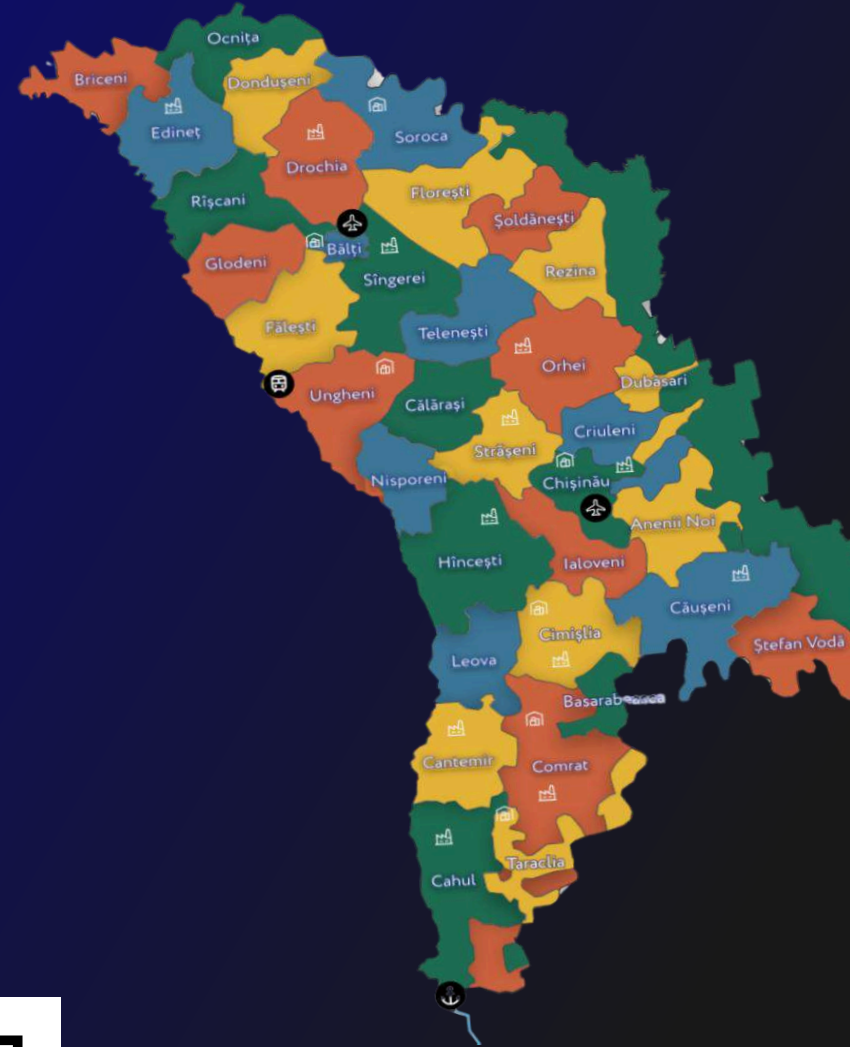 Ocnița
Briceni
Dondușeni
Edineț
Soroca
Drochia
Florești
Rîșcani
Șoldănești
Bălți
Glodeni
Rezina
Sîngerei
Fălești
Telenești
Orhei
Dubăsari
Ungheni
Călărași
Criuleni
Strășeni
Nisporeni
Chișinău
Anenii Noi
Hîncești
Ialoveni
Căușeni
Cimișlia
Ștefan Vodă
Leova
Basarabeasca
Cantemir
Comrat
Taraclia
Cahul